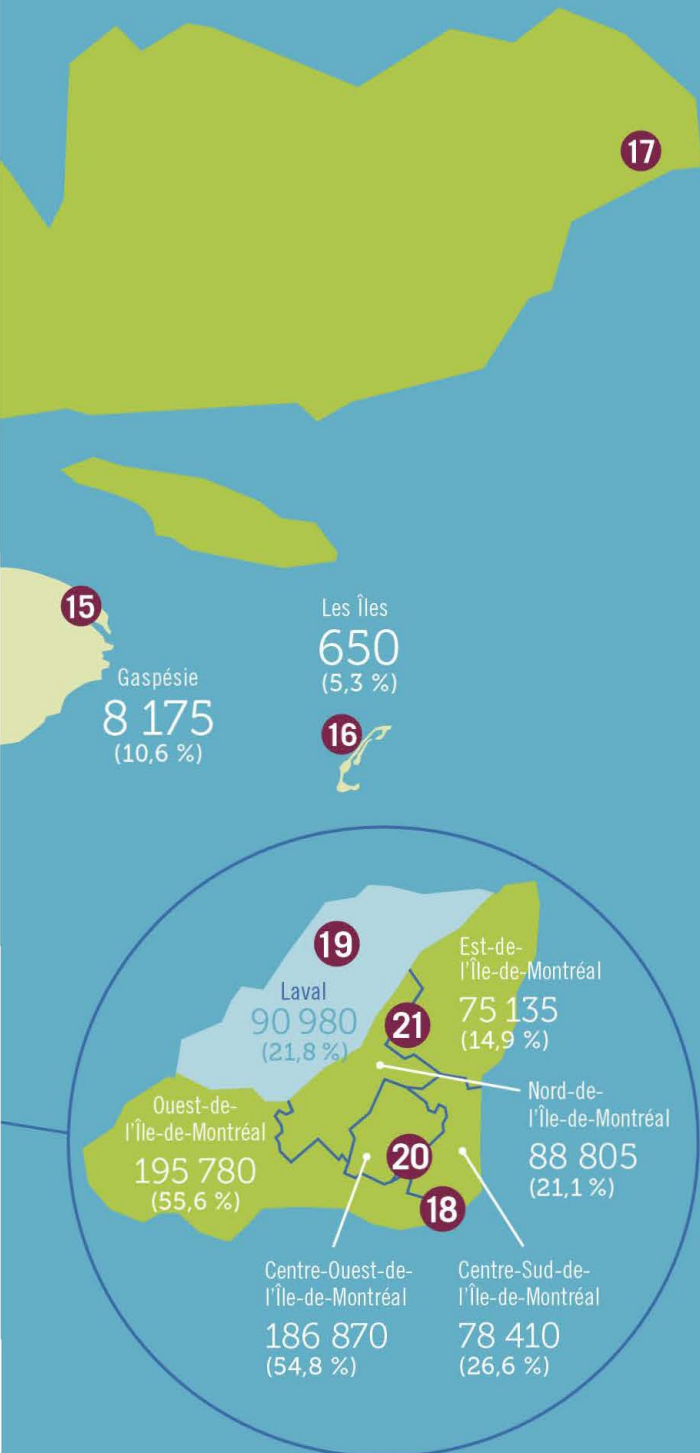 17
15
Gaspésie
8 175
(10,6 %)
Les Îles
650
(5,3 %)
16
19
Laval
90 980
(21,8 %)
Est-de-
l'Île-de-Montréal
75 135
(14,9 %)
21
Nord-de-
l'Île-de-Montréal
88 805
(21,1 %)
Ouest-de-
l'Île-de-Montréal
195 780
(55,6 %)
20
18
Centre-Ouest-de-
l'Île-de-Montréal
186 870
(54,8 %)
Centre-Sud-de-
l'Île-de-Montréal
78 410
(26,6 %)